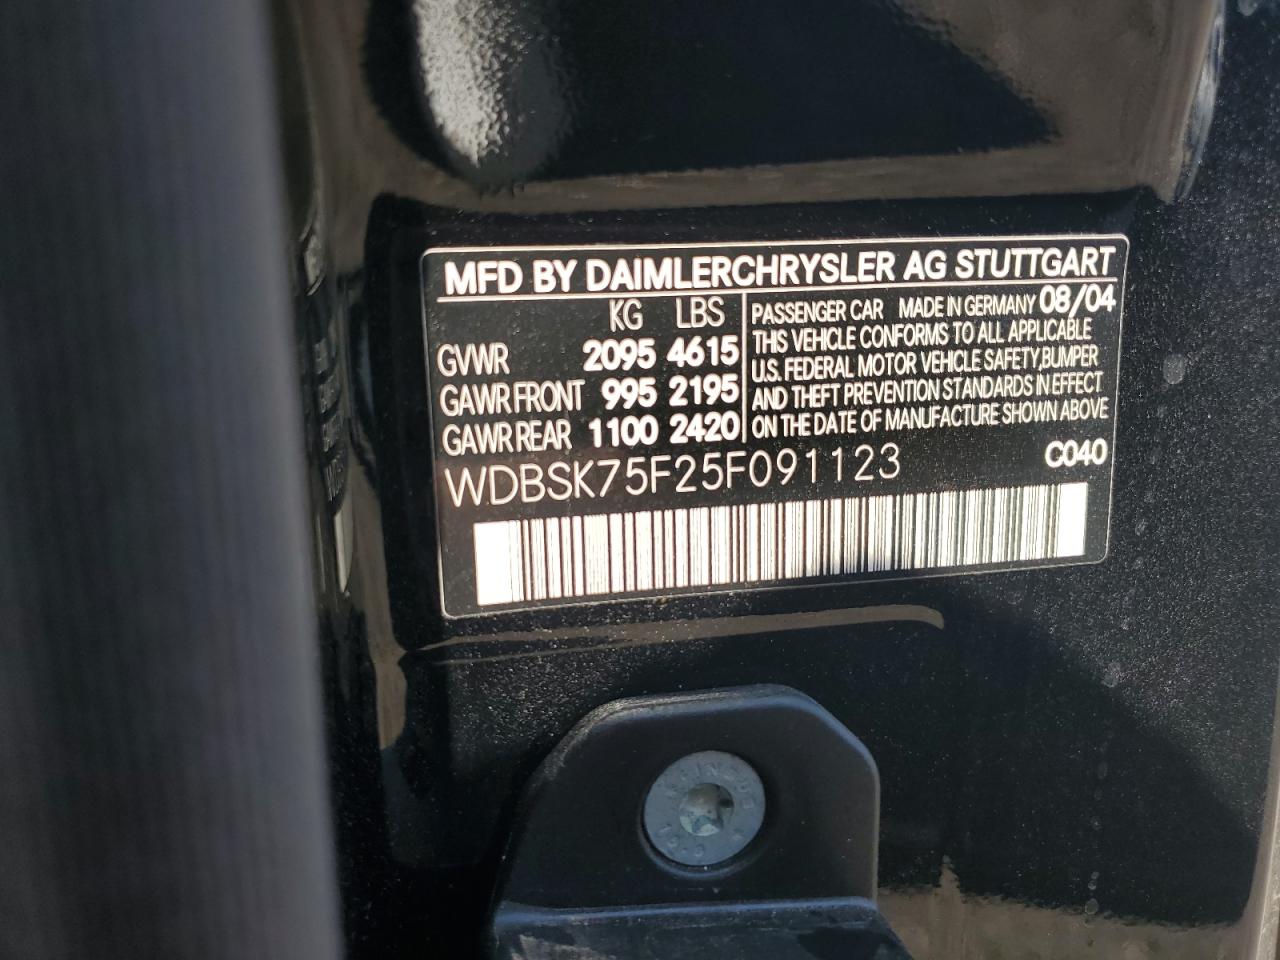 MFD BY DAIMLERCHRYSLER AG STUTTGART
KG LBS
GVWR 2095 4615
GAWR FRONT 995 2195
GAWR REAR 1100 2420
PASSENGER CAR MADE IN GERMANY 08/04
THIS VEHICLE CONFORMS TO ALL APPLICABLE
U.S. FEDERAL MOTOR VEHICLE SAFETY,BUMPER
AND THEFT PREVENTION STANDARDS IN EFFECT
ON THE DATE OF MANUFACTURE SHOWN ABOVE
WDBSK75F25F091123 C040